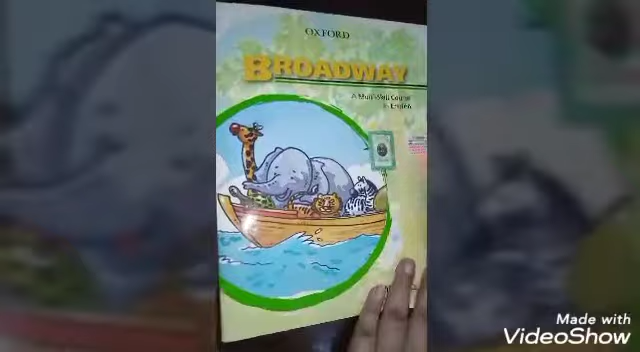 OXFORD
BROADWAY
A Multi-Skill Course
in English
Made with
VideoShow